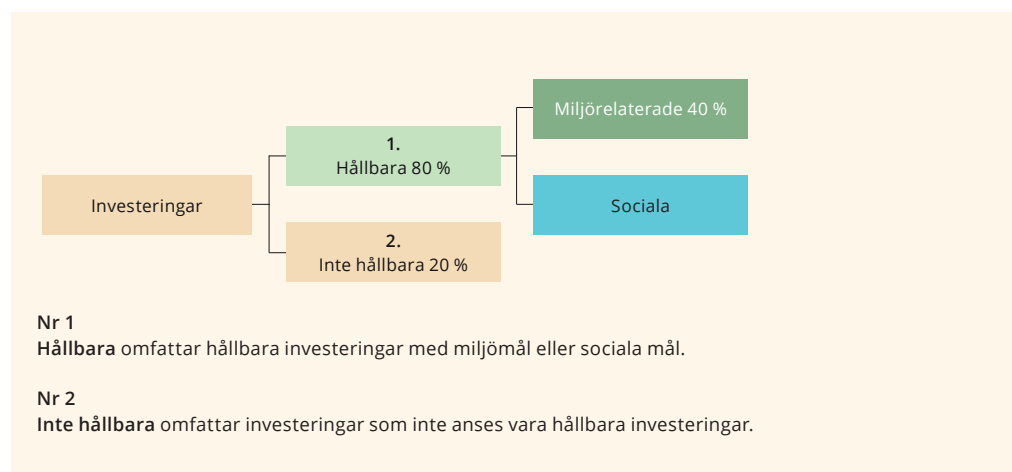 Investeringar
1.
Hållbara 80 %
2.
Inte hållbara 20 %
Miljörelaterade 40 %
Sociala
Nr 1
Hållbara omfattar hållbara investeringar med miljömål eller sociala mål.
Nr 2
Inte hållbara omfattar investeringar som inte anses vara hållbara investeringar.